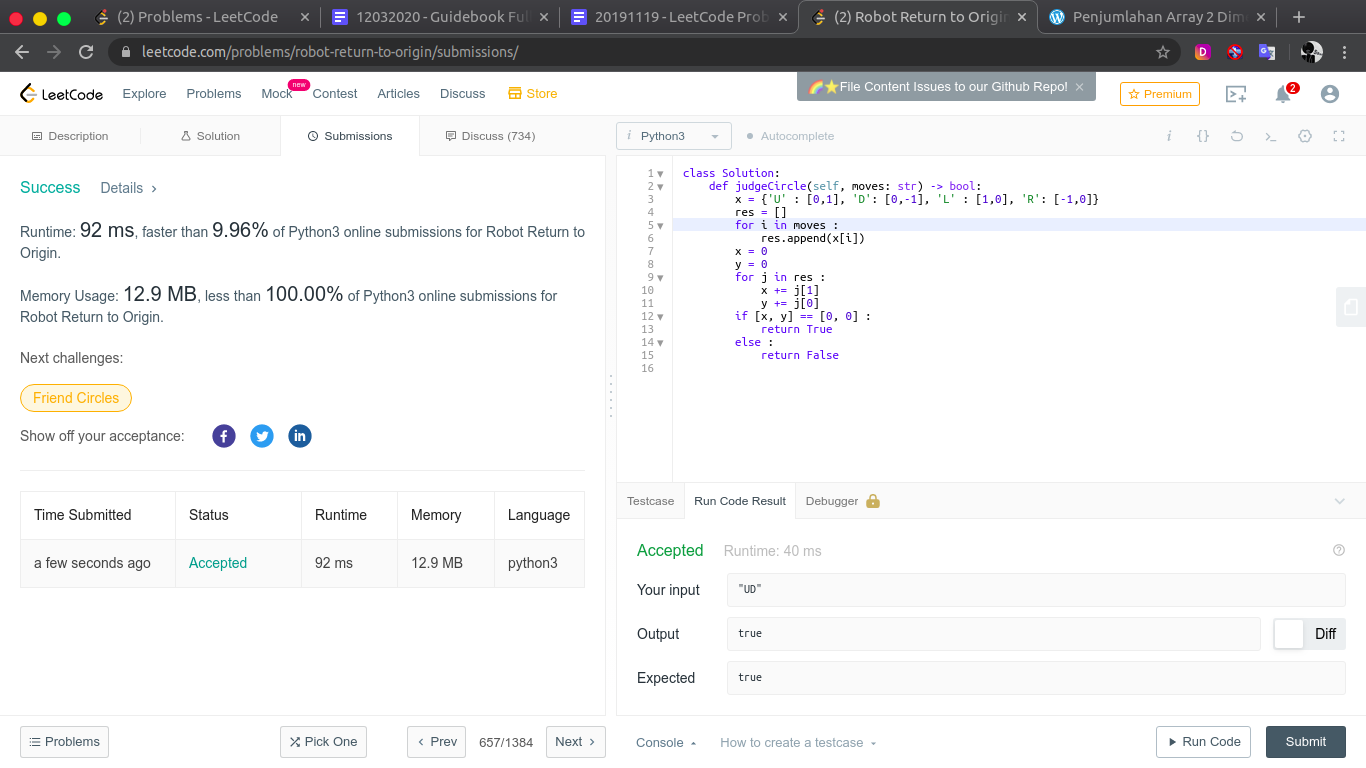 (2) Problems - LeetCode
12032020 - Guidebook Ful
20191119 - LeetCode Prob
(2) Robot Return to Origin
Penjumlahan Array 2 Dim
leetcode.com/problems/robot-return-to-origin/submissions/
LeetCode
Explore
Problems
Mock
new
Contest
Articles
Discuss
Store
🌈⭐File Content Issues to our Github Repo! ×
Premium
2
Description
Solution
Submissions
Discuss (734)
i Python3
Autocomplete
Success Details >
Runtime: 92 ms, faster than 9.96% of Python3 online submissions for Robot Return to
Origin.
Memory Usage: 12.9 MB, less than 100.00% of Python3 online submissions for
Robot Return to Origin.
Next challenges:
Friend Circles
Show off your acceptance:
Time Submitted Status Runtime Memory Language
a few seconds ago Accepted 92 ms 12.9 MB python3
1 class Solution:
2     def judgeCircle(self, moves: str) -> bool:
3         x = {'U' : [0,1], 'D': [0,-1], 'L' : [1,0], 'R': [-1,0]}
4         res = []
5         for i in moves :
6             res.append(x[i])
7         x = 0
8         y = 0
9         for j in res :
10             x += j[1]
11             y += j[0]
12         if [x, y] == [0, 0] :
13             return True
14         else :
15             return False
16
Testcase
Run Code Result
Debugger
Accepted Runtime: 40 ms
Your input "UD"
Output true
Diff
Expected true
Problems
Pick One
< Prev
657/1384
Next >
Console
How to create a testcase
Run Code
Submit